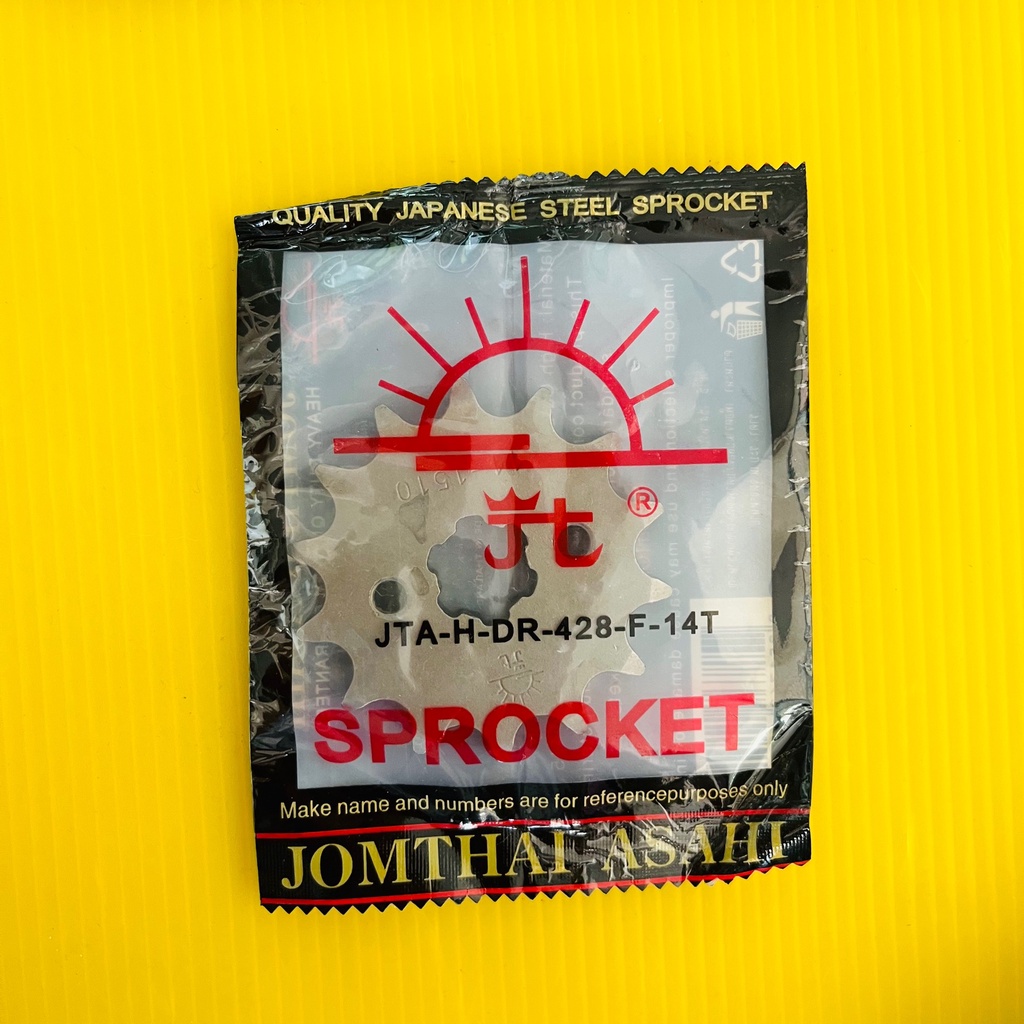 QUALITY JAPANESE STEEL SPROCKET
jt ®
JTA-H-DR-428-F-14T
SPROCKET
Make name and numbers are for referencepurposes only
JOMTHAI ASAHI